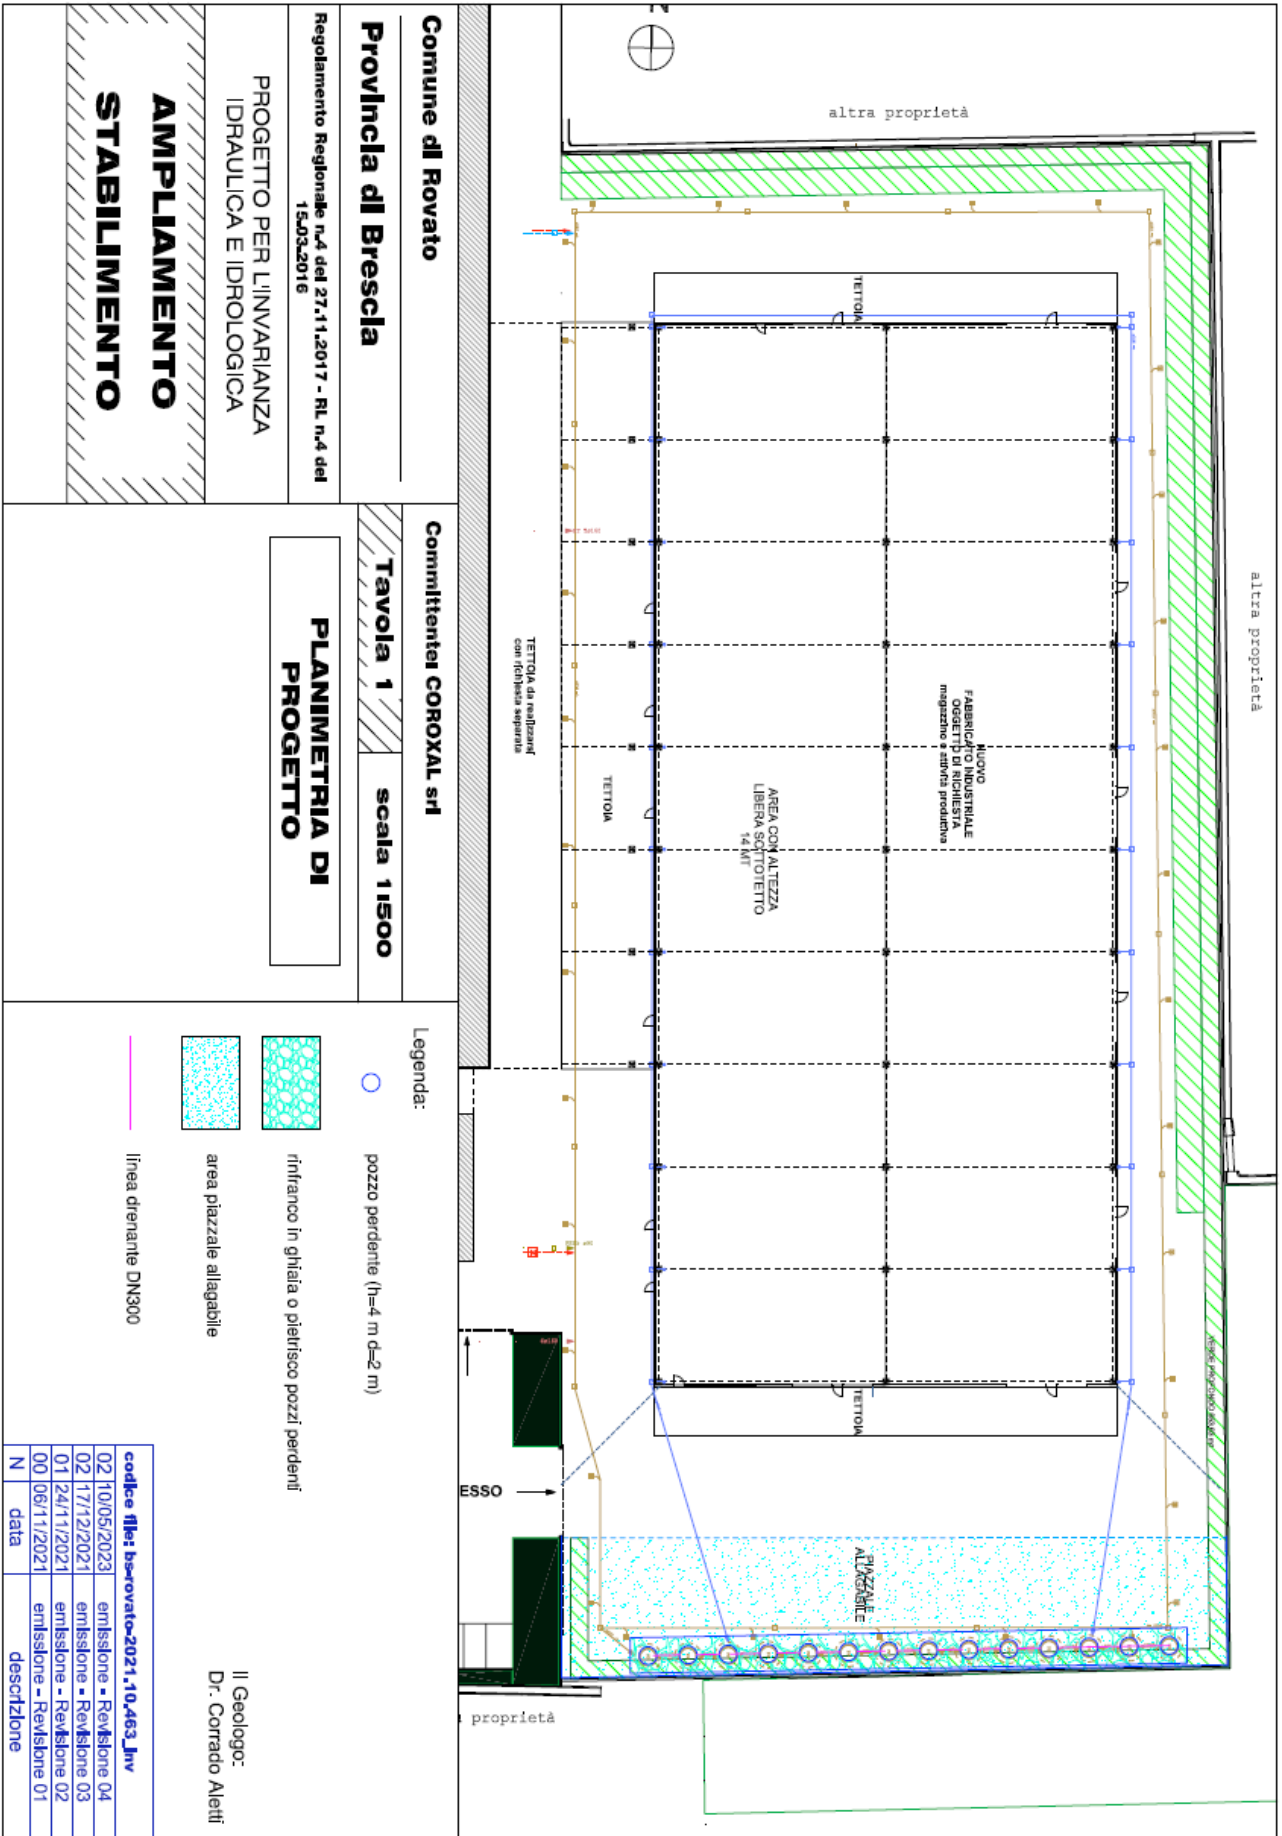 N
altra proprietà
altra proprietà
TETTOIA
NUOVO
FABBRICATO INDUSTRIALE
OGGETTO DI RICHIESTA
magazzino e attività produttiva
AREA CON ALTEZZA
LIBERA SOTTOTETTO
14 MT
TETTOIA
TETTOIA da realizzarsi
con richiesta separata
TETTOIA
PIAZZALE
ALLAGABILE
ESSO
proprietà
Comune di Rovato
Provincia di Brescia
Regolamento Regionale n.4 del 27.11.2017 - RL n.4 del
15.03.2016
PROGETTO PER L'INVARIANZA
IDRAULICA E IDROLOGICA
AMPLIAMENTO
STABILIMENTO
Committente: COROXAL srl
Tavola 1
scala 1:500
PLANIMETRIA DI
PROGETTO
Legenda:
pozzo perdente (h=4 m d=2 m)
rinfranco in ghiaia o pietrisco pozzi perdenti
area piazzale allagabile
linea drenante DN300
Il Geologo:
Dr. Corrado Aletti
codice file: bs-rovato-2021.10.463_inv
02 10/05/2023 emissione - Revisione 04
02 17/12/2021 emissione - Revisione 03
01 24/11/2021 emissione - Revisione 02
00 06/11/2021 emissione - Revisione 01
N data descrizione